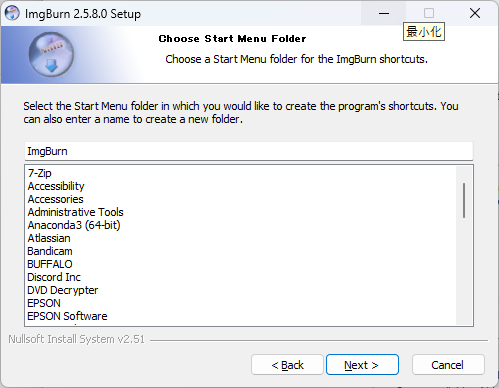 ImgBurn 2.5.8.0 Setup
最小化
Choose Start Menu Folder
Choose a Start Menu folder for the ImgBurn shortcuts.
Select the Start Menu folder in which you would like to create the program's shortcuts. You
can also enter a name to create a new folder.
ImgBurn
7-Zip
Accessibility
Accessories
Administrative Tools
Anaconda3 (64-bit)
Atlassian
Bandicam
BUFFALO
Discord Inc
DVD Decrypter
EPSON
EPSON Software
Nullsoft Install System v2.51
< Back
Next >
Cancel